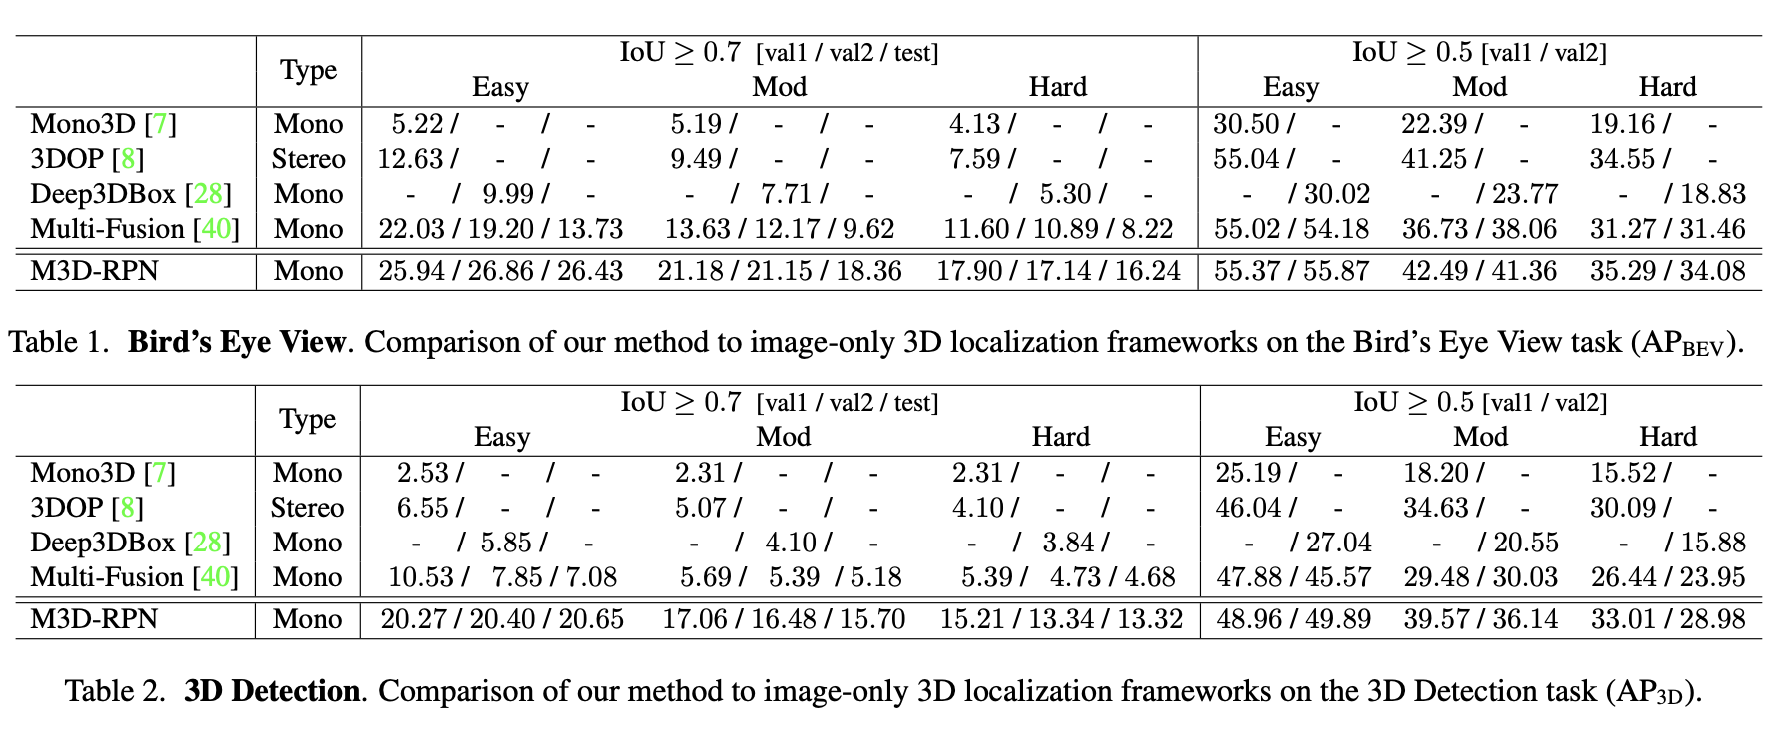 Type IoU ≥ 0.7 [val1 / val2 / test] IoU ≥ 0.5 [val1 / val2]
Easy Mod Hard Easy Mod Hard
Mono3D [7] Mono 5.22 / - / - 5.19 / - / - 4.13 / - / - 30.50 / - 22.39 / - 19.16 / -
3DOP [8] Stereo 12.63 / - / - 9.49 / - / - 7.59 / - / - 55.04 / - 41.25 / - 34.55 / -
Deep3DBox [28] Mono - / 9.99 / - - / 7.71 / - - / 5.30 / - - / 30.02 - / 23.77 - / 18.83
Multi-Fusion [40] Mono 22.03 / 19.20 / 13.73 13.63 / 12.17 / 9.62 11.60 / 10.89 / 8.22 55.02 / 54.18 36.73 / 38.06 31.27 / 31.46
M3D-RPN Mono 25.94 / 26.86 / 26.43 21.18 / 21.15 / 18.36 17.90 / 17.14 / 16.24 55.37 / 55.87 42.49 / 41.36 35.29 / 34.08
Table 1. Bird's Eye View. Comparison of our method to image-only 3D localization frameworks on the Bird's Eye View task (AP_BEV).
Type IoU ≥ 0.7 [val1 / val2 / test] IoU ≥ 0.5 [val1 / val2]
Easy Mod Hard Easy Mod Hard
Mono3D [7] Mono 2.53 / - / - 2.31 / - / - 2.31 / - / - 25.19 / - 18.20 / - 15.52 / -
3DOP [8] Stereo 6.55 / - / - 5.07 / - / - 4.10 / - / - 46.04 / - 34.63 / - 30.09 / -
Deep3DBox [28] Mono - / 5.85 / - - / 4.10 / - - / 3.84 / - - / 27.04 - / 20.55 - / 15.88
Multi-Fusion [40] Mono 10.53 / 7.85 / 7.08 5.69 / 5.39 / 5.18 5.39 / 4.73 / 4.68 47.88 / 45.57 29.48 / 30.03 26.44 / 23.95
M3D-RPN Mono 20.27 / 20.40 / 20.65 17.06 / 16.48 / 15.70 15.21 / 13.34 / 13.32 48.96 / 49.89 39.57 / 36.14 33.01 / 28.98
Table 2. 3D Detection. Comparison of our method to image-only 3D localization frameworks on the 3D Detection task (AP_3D).